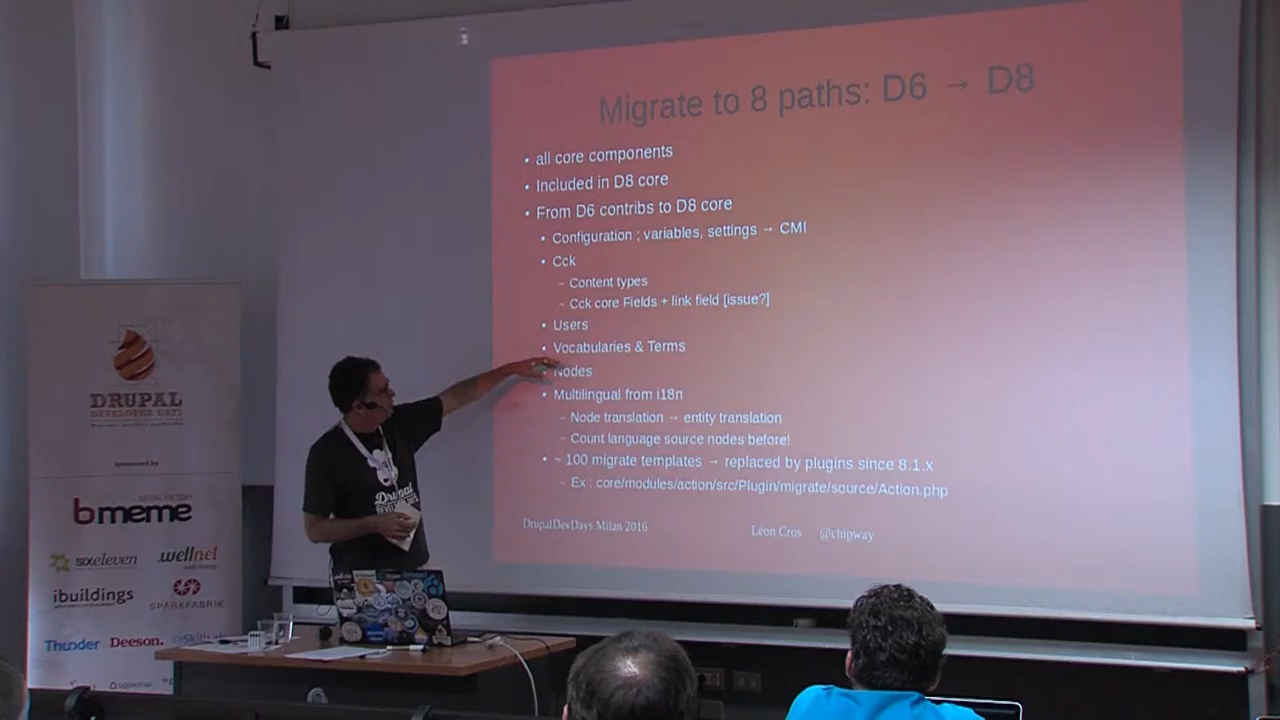 Migrate to 8 paths: D6 → D8
• all core components
• Included in D8 core
• From D6 contribs to D8 core
• Configuration ; variables, settings → CMI
• Cck
– Content types
– Cck core Fields + link field [issue?]
• Users
• Vocabularies & Terms
• Nodes
• Multilingual from i18n
– Node translation → entity translation
– Count language source nodes before!
• ~ 100 migrate templates → replaced by plugins since 8.1.x
– Ex : core/modules/action/src/Plugin/migrate/source/Action.php
DrupalDevDays Milan 2016 Léon Cros @chipway
DRUPAL
DEVELOPER DAYS
sponsored by
DIGITAL FACTORY
bmeme
sixeleven .wellnet
ibuildings SPARKFABRIK
Thunder Deeson.
Drupal